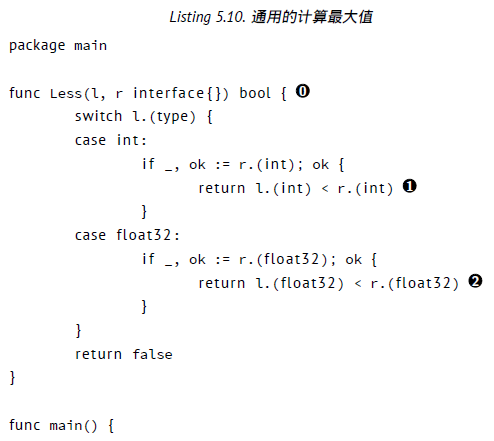 Listing 5.10. 通用的计算最大值
package main
func Less(l, r interface{}) bool { ⓿
switch l.(type) {
case int:
if _, ok := r.(int); ok {
return l.(int) < r.(int) ❶
}
case float32:
if _, ok := r.(float32); ok {
return l.(float32) < r.(float32) ❷
}
}
return false
}
func main() {